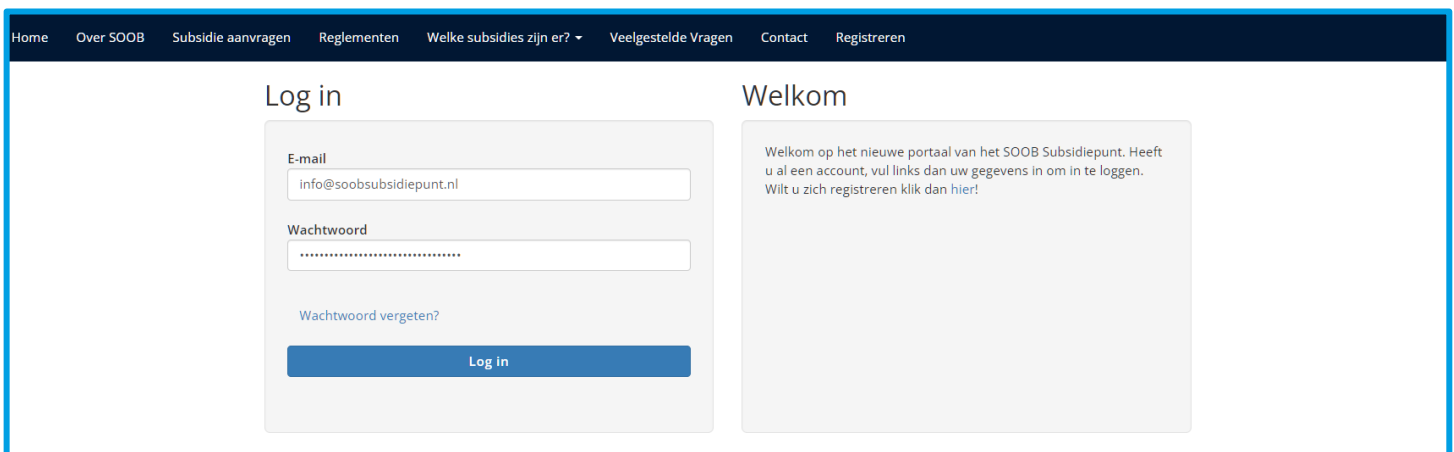 Home Over SOOB Subsidie aanvragen Reglementen Welke subsidies zijn er? Veelgestelde Vragen Contact Registreren
Log in
E-mail
info@soobsubsidiepunt.nl
Wachtwoord
•••••••••••••••••••••••••••••••••
Wachtwoord vergeten?
Log in
Welkom
Welkom op het nieuwe portaal van het SOOB Subsidiepunt. Heeft
u al een account, vul links dan uw gegevens in om in te loggen.
Wilt u zich registreren klik dan hier!